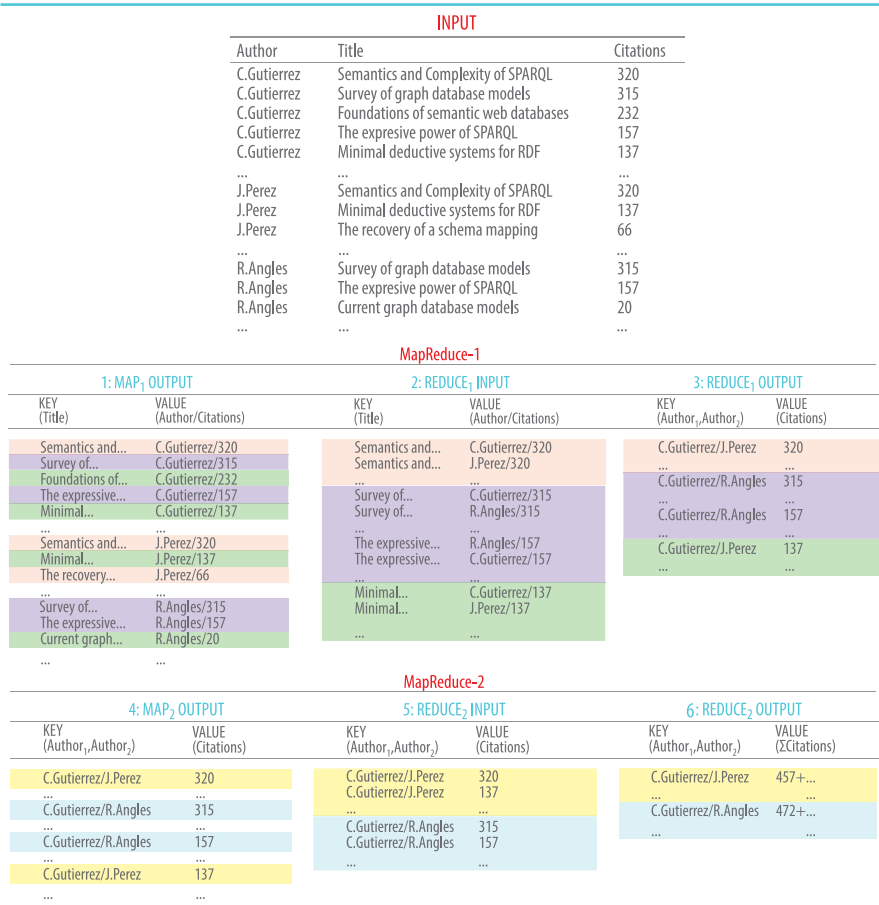 INPUT
Author Title Citations
C.Gutierrez Semantics and Complexity of SPARQL 320
C.Gutierrez Survey of graph database models 315
C.Gutierrez Foundations of semantic web databases 232
C.Gutierrez The expresive power of SPARQL 157
C.Gutierrez Minimal deductive systems for RDF 137
... ... ...
J.Perez Semantics and Complexity of SPARQL 320
J.Perez Minimal deductive systems for RDF 137
J.Perez The recovery of a schema mapping 66
... ... ...
R.Angles Survey of graph database models 315
R.Angles The expresive power of SPARQL 157
R.Angles Current graph database models 20
... ... ...
MapReduce-1
1: MAP₁ OUTPUT
KEY VALUE
(Title) (Author/Citations)
Semantics and... C.Gutierrez/320
Survey of... C.Gutierrez/315
Foundations of... C.Gutierrez/232
The expressive... C.Gutierrez/157
Minimal... C.Gutierrez/137
... ...
Semantics and... J.Perez/320
Minimal... J.Perez/137
The recovery... J.Perez/66
... ...
Survey of... R.Angles/315
The expressive... R.Angles/157
Current graph... R.Angles/20
... ...
2: REDUCE₁ INPUT
KEY VALUE
(Title) (Author/Citations)
Semantics and... C.Gutierrez/320
Semantics and... J.Perez/320
... ...
Survey of... C.Gutierrez/315
Survey of... R.Angles/315
... ...
The expressive... R.Angles/157
The expressive... C.Gutierrez/157
... ...
Minimal... C.Gutierrez/137
Minimal... J.Perez/137
... ...
3: REDUCE₁ OUTPUT
KEY VALUE
(Author₁,Author₂) (Citations)
C.Gutierrez/J.Perez 320
... ...
C.Gutierrez/R.Angles 315
... ...
C.Gutierrez/R.Angles 157
... ...
C.Gutierrez/J.Perez 137
... ...
MapReduce-2
4: MAP₂ OUTPUT
KEY VALUE
(Author₁,Author₂) (Citations)
C.Gutierrez/J.Perez 320
... ...
C.Gutierrez/R.Angles 315
... ...
C.Gutierrez/R.Angles 157
... ...
C.Gutierrez/J.Perez 137
... ...
5: REDUCE₂ INPUT
KEY VALUE
(Author₁,Author₂) (Citations)
C.Gutierrez/J.Perez 320
C.Gutierrez/J.Perez 137
... ...
C.Gutierrez/R.Angles 315
C.Gutierrez/R.Angles 157
... ...
6: REDUCE₂ OUTPUT
KEY VALUE
(Author₁,Author₂) (ΣCitations)
C.Gutierrez/J.Perez 457+...
... ...
C.Gutierrez/R.Angles 472+...
... ...